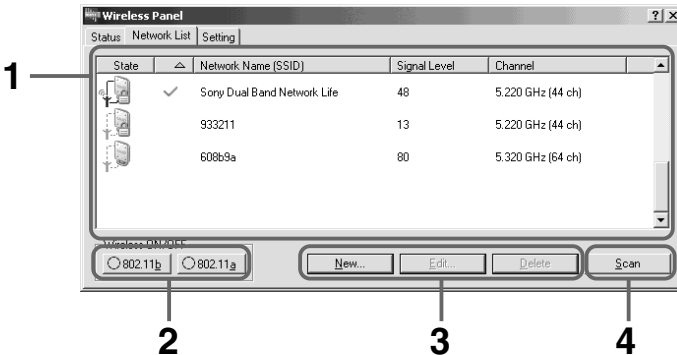 Wireless Panel
Status Network List Setting
State Network Name (SSID) Signal Level Channel
1
Sony Dual Band Network Life 48 5.220 GHz (44 ch)
933211 13 5.220 GHz (44 ch)
608b9a 80 5.320 GHz (64 ch)
Wireless ON/OFF
802.11b 802.11a New... Edit... Delete Scan
2 3 4